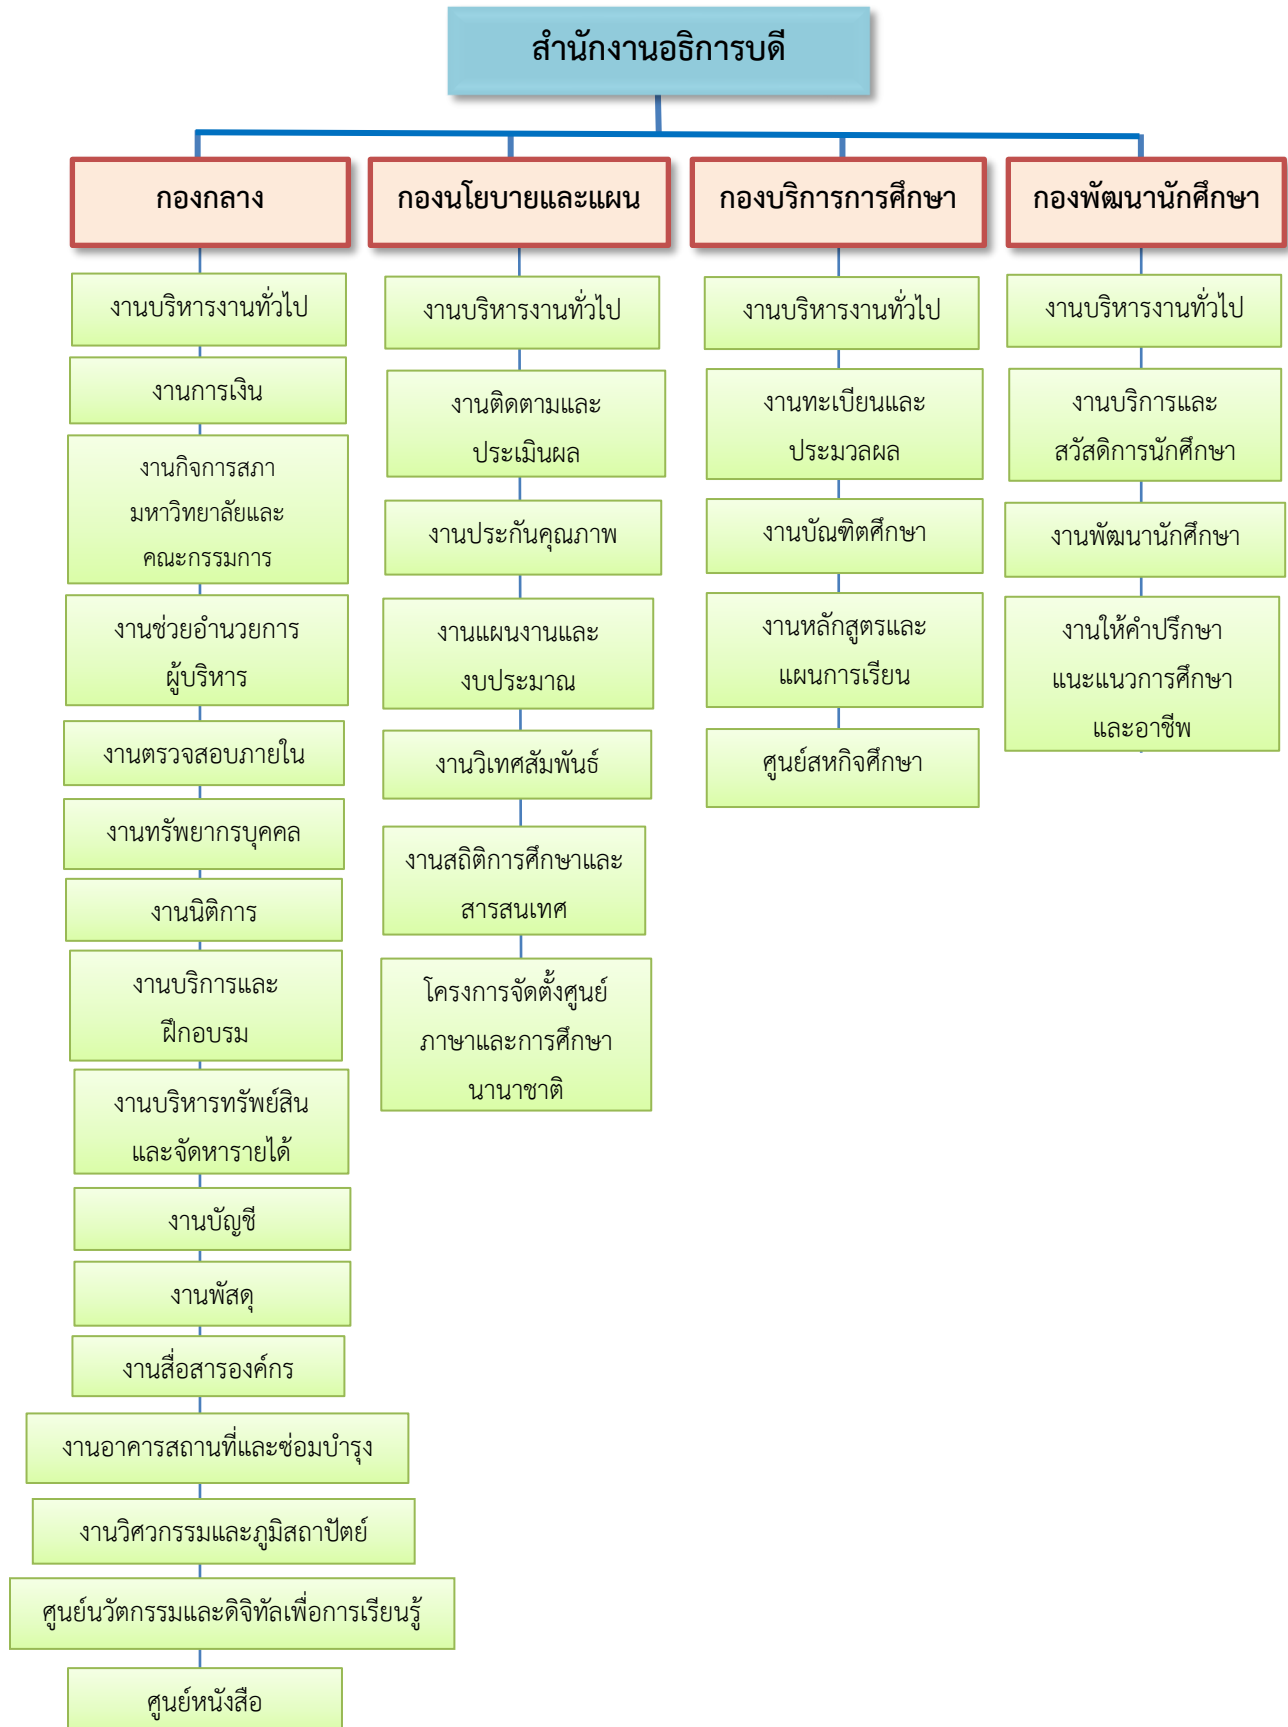 สำนักงานอธิการบดี
กองกลาง
กองนโยบายและแผน
กองบริการการศึกษา
กองพัฒนานักศึกษา
งานบริหารงานทั่วไป
งานการเงิน
งานกิจการสภา
มหาวิทยาลัยและ
คณะกรรมการ
งานช่วยอำนวยการ
ผู้บริหาร
งานตรวจสอบภายใน
งานทรัพยากรบุคคล
งานนิติการ
งานบริการและ
ฝึกอบรม
งานบริหารทรัพย์สิน
และจัดหารายได้
งานบัญชี
งานพัสดุ
งานสื่อสารองค์กร
งานอาคารสถานที่และซ่อมบำรุง
งานวิศวกรรมและภูมิสถาปัตย์
ศูนย์นวัตกรรมและดิจิทัลเพื่อการเรียนรู้
ศูนย์หนังสือ
งานบริหารงานทั่วไป
งานติดตามและ
ประเมินผล
งานประกันคุณภาพ
งานแผนงานและ
งบประมาณ
งานวิเทศสัมพันธ์
งานสถิติการศึกษาและ
สารสนเทศ
โครงการจัดตั้งศูนย์
ภาษาและการศึกษา
นานาชาติ
งานบริหารงานทั่วไป
งานทะเบียนและ
ประมวลผล
งานบัณฑิตศึกษา
งานหลักสูตรและ
แผนการเรียน
ศูนย์สหกิจศึกษา
งานบริหารงานทั่วไป
งานบริการและ
สวัสดิการนักศึกษา
งานพัฒนานักศึกษา
งานให้คำปรึกษา
แนะแนวการศึกษา
และอาชีพ